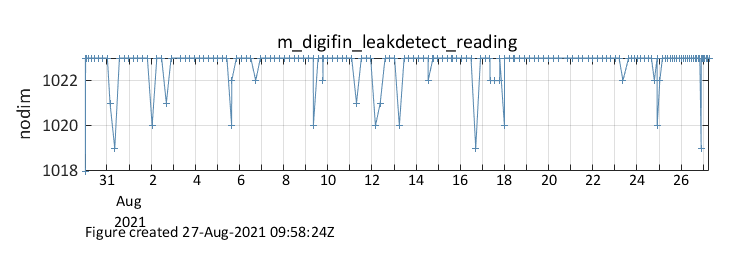 m_digifin_leakdetect_reading
nodim
1022
1020
1018
31 2 4 6 8 10 12 14 16 18 20 22 24 26
Aug
2021
Figure created 27-Aug-2021 09:58:24Z